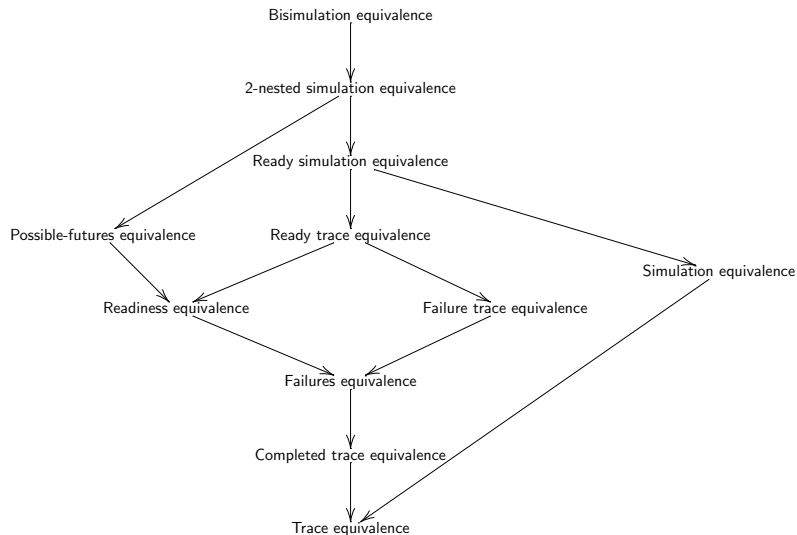 Bisimulation equivalence
2-nested simulation equivalence
Ready simulation equivalence
Possible-futures equivalence
Ready trace equivalence
Simulation equivalence
Readiness equivalence
Failure trace equivalence
Failures equivalence
Completed trace equivalence
Trace equivalence